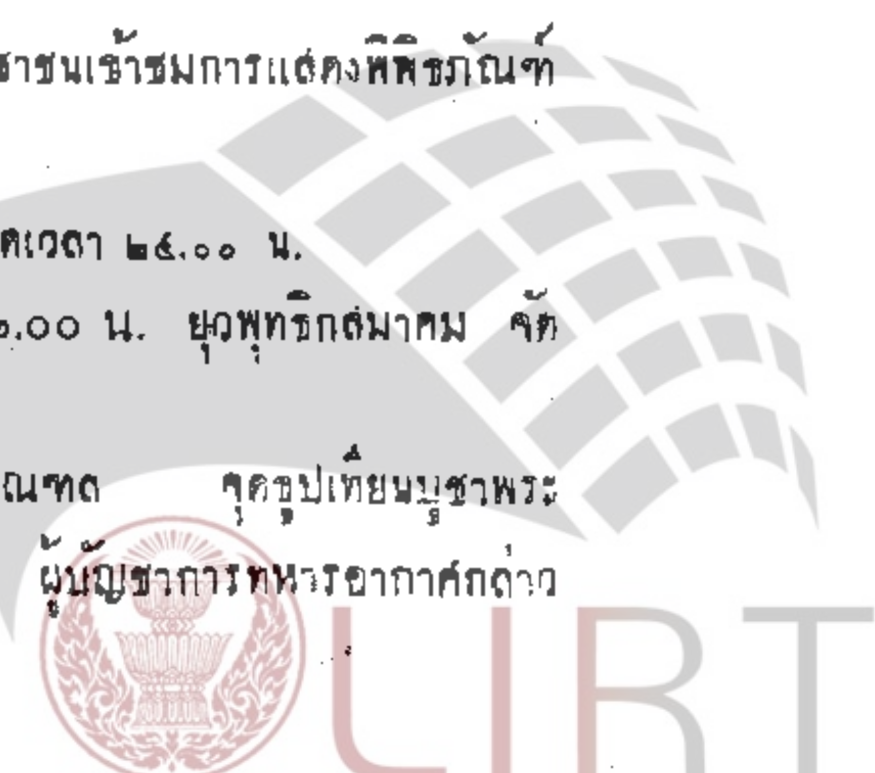 ชาชนเข้าชมการแสดงพิพิธภัณฑ์
ดเวลา ๒๔.๐๐ น.
๒.๐๐ น. ยุวพุทธิกสมาคม จัด
ณฑล จุดธูปเทียนบูชาพระ
ผู้บัญชาการทหารอากาศกล่าว
LIRT